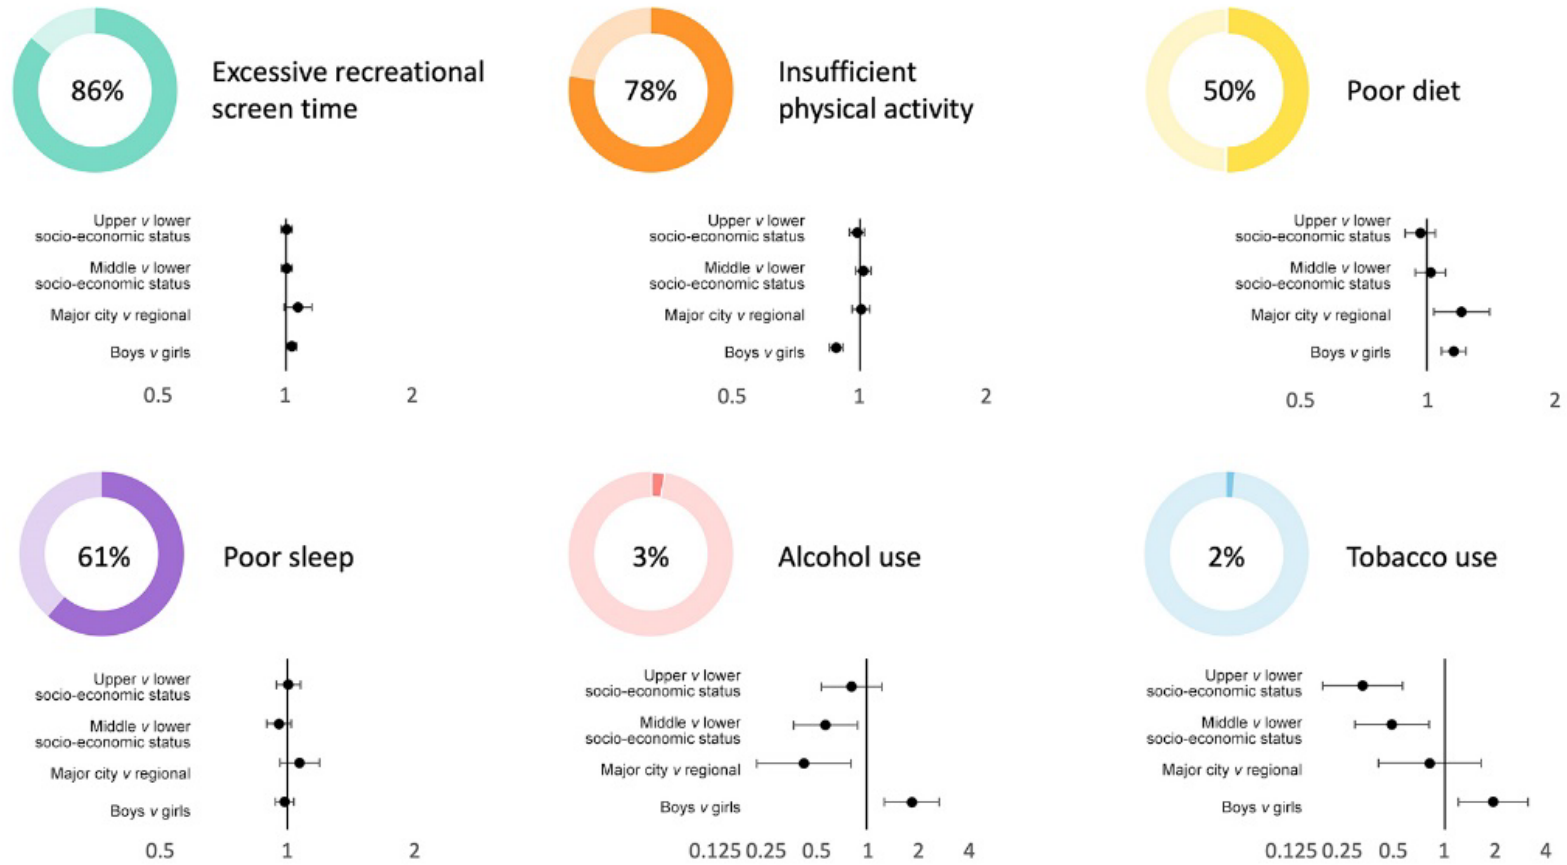 86%
Excessive recreational
screen time
78%
Insufficient
physical activity
50%
Poor diet
Upper v lower
socio-economic status
Middle v lower
socio-economic status
Major city v regional
Boys v girls
0.5 1 2
Upper v lower
socio-economic status
Middle v lower
socio-economic status
Major city v regional
Boys v girls
0.5 1 2
Upper v lower
socio-economic status
Middle v lower
socio-economic status
Major city v regional
Boys v girls
0.5 1 2
61%
Poor sleep
3%
Alcohol use
2%
Tobacco use
Upper v lower
socio-economic status
Middle v lower
socio-economic status
Major city v regional
Boys v girls
0.5 1 2
Upper v lower
socio-economic status
Middle v lower
socio-economic status
Major city v regional
Boys v girls
0.125 0.25 0.5 1 2 4
Upper v lower
socio-economic status
Middle v lower
socio-economic status
Major city v regional
Boys v girls
0.125 0.25 0.5 1 2 4